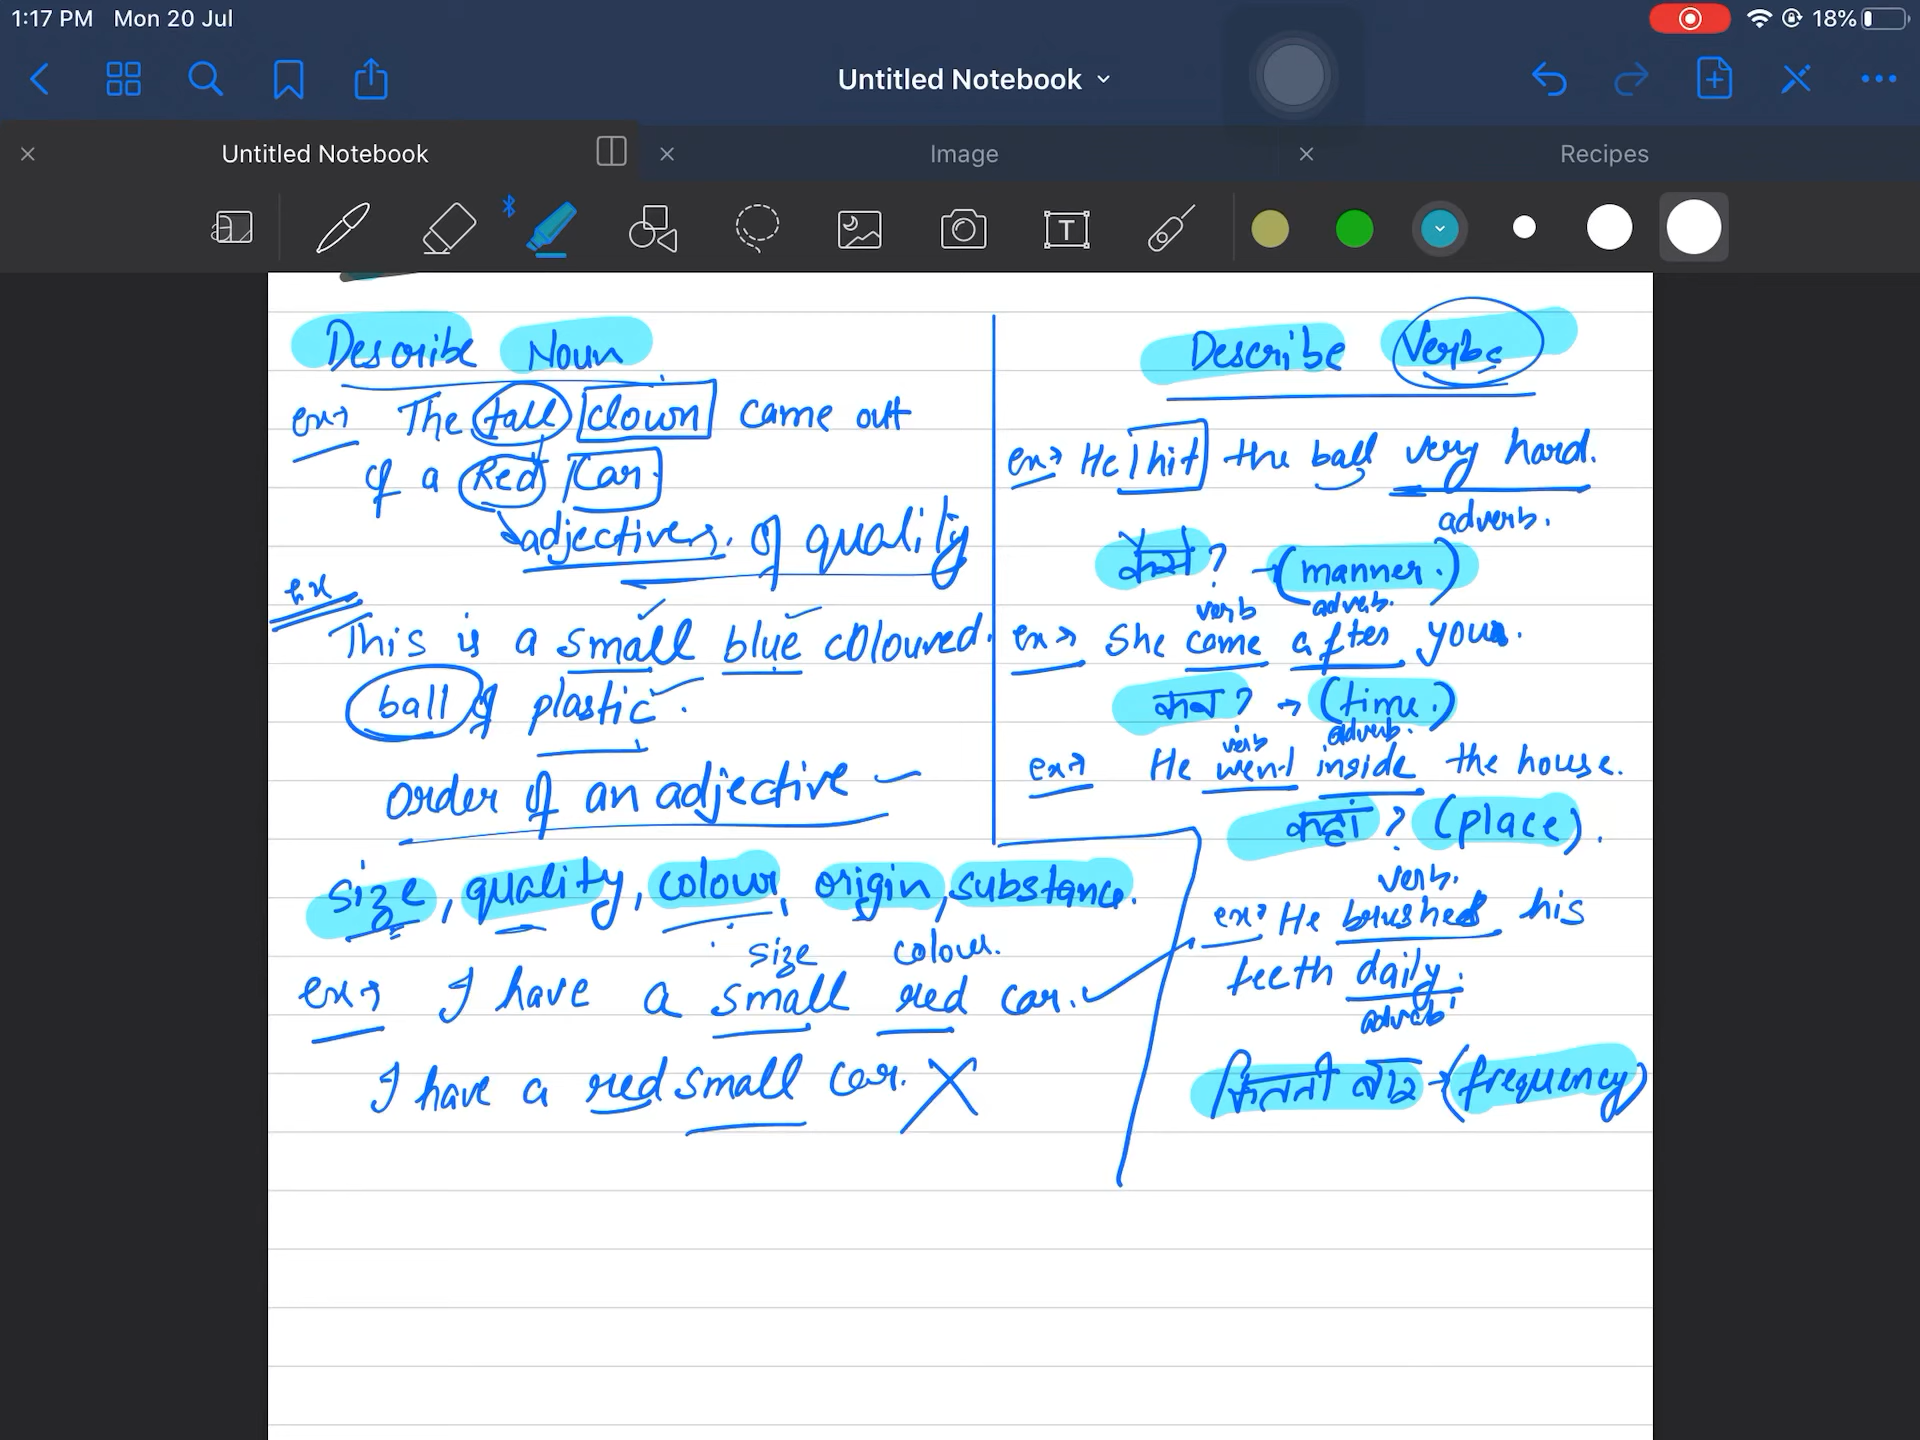 1:17 PM Mon 20 Jul
18%
Untitled Notebook
Untitled Notebook
Image
Recipes
T
Describe Noun
ex→ The tall clown came out
of a Red Car.
adjectives. of quality
ex
This is a small blue coloured.
ball of plastic.
order of an adjective
size, quality, colour, origin, substance.
size colour.
ex→ I have a small red car.
I have a red small car.
Describe Verbs
ex→ He hit the ball very hard.
adverb.
कैसे? → (manner.)
verb adverb.
ex→ She came after you.
कब? → (time.)
verb adverb.
ex→ He went inside the house.
कहां? (place).
verb.
ex→ He brushed his
teeth daily.
adverb
कितनी बार → (frequency)